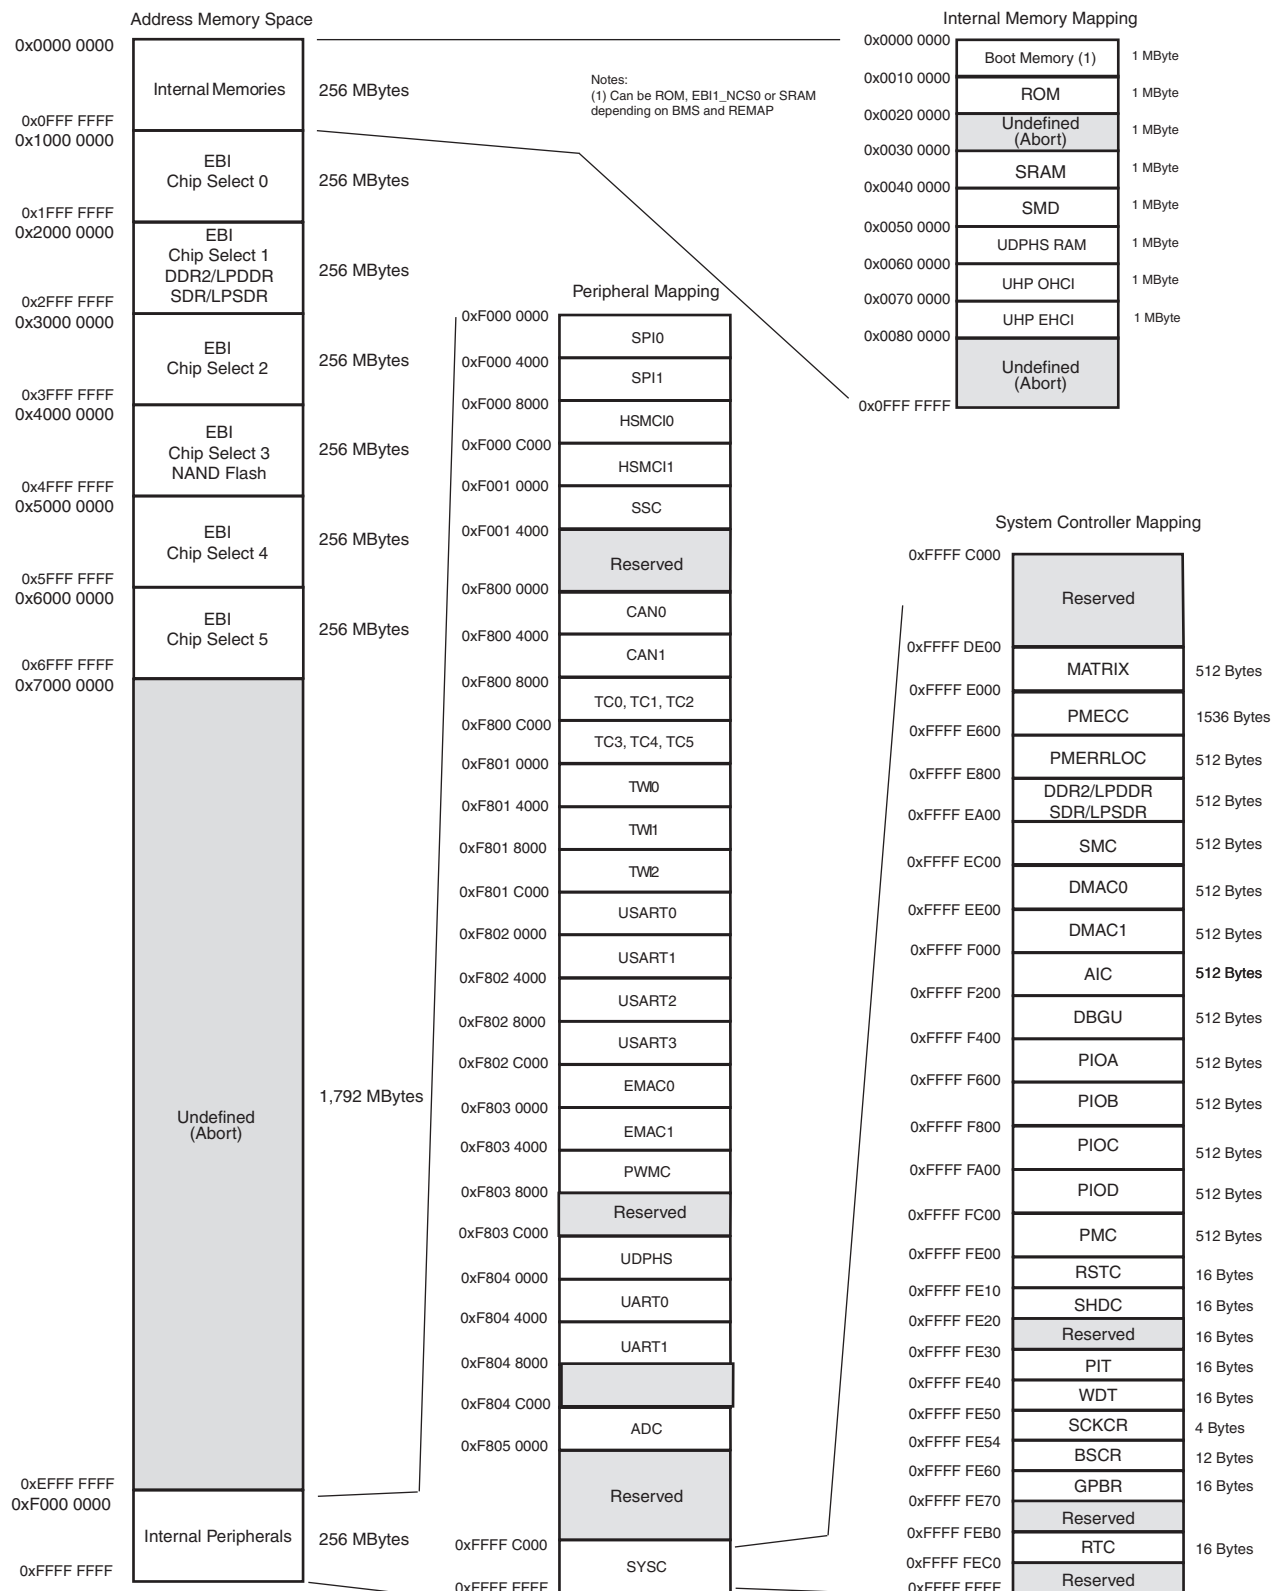 Address Memory Space
0x0000 0000
Internal Memories
256 MBytes
0x0FFF FFFF
0x1000 0000
EBI
Chip Select 0
256 MBytes
0x1FFF FFFF
0x2000 0000
EBI
Chip Select 1
DDR2/LPDDR
SDR/LPSDR
256 MBytes
0x2FFF FFFF
0x3000 0000
EBI
Chip Select 2
256 MBytes
0x3FFF FFFF
0x4000 0000
EBI
Chip Select 3
NAND Flash
256 MBytes
0x4FFF FFFF
0x5000 0000
EBI
Chip Select 4
256 MBytes
0x5FFF FFFF
0x6000 0000
EBI
Chip Select 5
256 MBytes
0x6FFF FFFF
0x7000 0000
Undefined
(Abort)
1,792 MBytes
0xEFFF FFFF
0xF000 0000
Internal Peripherals
256 MBytes
0xFFFF FFFF
Notes:
(1) Can be ROM, EBI1_NCS0 or SRAM
depending on BMS and REMAP
Peripheral Mapping
0xF000 0000
SPI0
0xF000 4000
SPI1
0xF000 8000
HSMCI0
0xF000 C000
HSMCI1
0xF001 0000
SSC
0xF001 4000
Reserved
0xF800 0000
CAN0
0xF800 4000
CAN1
0xF800 8000
TC0, TC1, TC2
0xF800 C000
TC3, TC4, TC5
0xF801 0000
TWI0
0xF801 4000
TWI1
0xF801 8000
TWI2
0xF801 C000
USART0
0xF802 0000
USART1
0xF802 4000
USART2
0xF802 8000
USART3
0xF802 C000
EMAC0
0xF803 0000
EMAC1
0xF803 4000
PWMC
0xF803 8000
Reserved
0xF803 C000
UDPHS
0xF804 0000
UART0
0xF804 4000
UART1
0xF804 8000
0xF804 C000
ADC
0xF805 0000
Reserved
0xFFFF C000
SYSC
0xFFFF FFFF
Internal Memory Mapping
0x0000 0000
Boot Memory (1)
1 MByte
0x0010 0000
ROM
1 MByte
0x0020 0000
Undefined
(Abort)
1 MByte
0x0030 0000
SRAM
1 MByte
0x0040 0000
SMD
1 MByte
0x0050 0000
UDPHS RAM
1 MByte
0x0060 0000
UHP OHCI
1 MByte
0x0070 0000
UHP EHCI
1 MByte
0x0080 0000
Undefined
(Abort)
0x0FFF FFFF
System Controller Mapping
0xFFFF C000
Reserved
0xFFFF DE00
MATRIX
512 Bytes
0xFFFF E000
PMECC
1536 Bytes
0xFFFF E600
PMERRLOC
512 Bytes
0xFFFF E800
DDR2/LPDDR
SDR/LPSDR
512 Bytes
0xFFFF EA00
SMC
512 Bytes
0xFFFF EC00
DMAC0
512 Bytes
0xFFFF EE00
DMAC1
512 Bytes
0xFFFF F000
AIC
512 Bytes
0xFFFF F200
DBGU
512 Bytes
0xFFFF F400
PIOA
512 Bytes
0xFFFF F600
PIOB
512 Bytes
0xFFFF F800
PIOC
512 Bytes
0xFFFF FA00
PIOD
512 Bytes
0xFFFF FC00
PMC
512 Bytes
0xFFFF FE00
RSTC
16 Bytes
0xFFFF FE10
SHDC
16 Bytes
0xFFFF FE20
Reserved
16 Bytes
0xFFFF FE30
PIT
16 Bytes
0xFFFF FE40
WDT
16 Bytes
0xFFFF FE50
SCKCR
4 Bytes
0xFFFF FE54
BSCR
12 Bytes
0xFFFF FE60
GPBR
16 Bytes
0xFFFF FE70
Reserved
0xFFFF FEB0
RTC
16 Bytes
0xFFFF FEC0
Reserved
0xFFFF FFFF